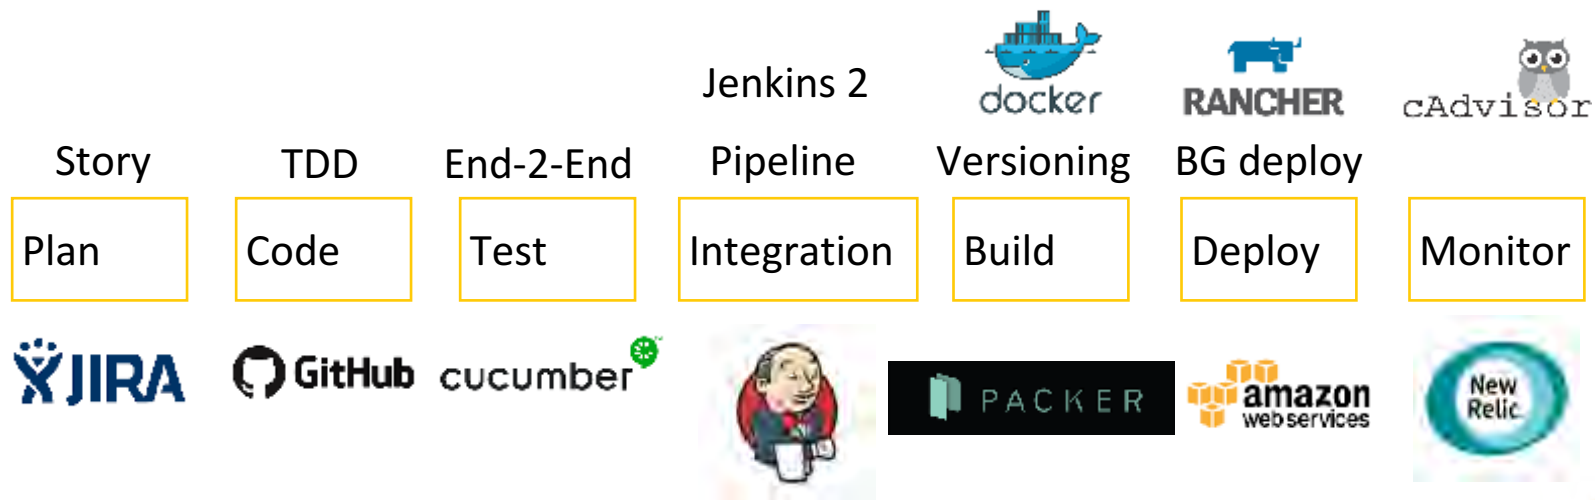 Jenkins 2
docker
RANCHER
cAdvisor
Story
TDD
End-2-End
Pipeline
Versioning
BG deploy
Plan
Code
Test
Integration
Build
Deploy
Monitor
JIRA
GitHub
cucumber
PACKER
amazon
web services
New
Relic.